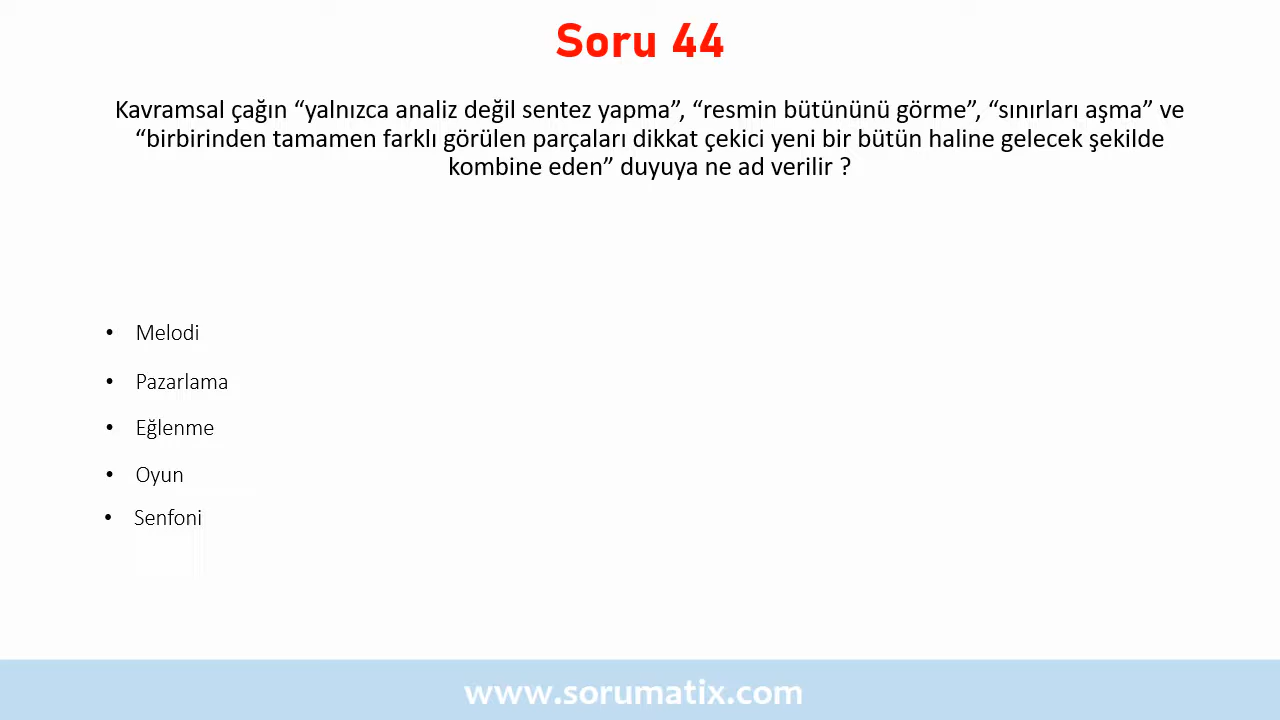 Soru 44
Kavramsal çağın “yalnızca analiz değil sentez yapma”, “resmin bütününü görme”, “sınırları aşma” ve
“birbirinden tamamen farklı görülen parçaları dikkat çekici yeni bir bütün haline gelecek şekilde
kombine eden” duyuya ne ad verilir ?
• Melodi
• Pazarlama
• Eğlenme
• Oyun
• Senfoni
www.sorumatix.com